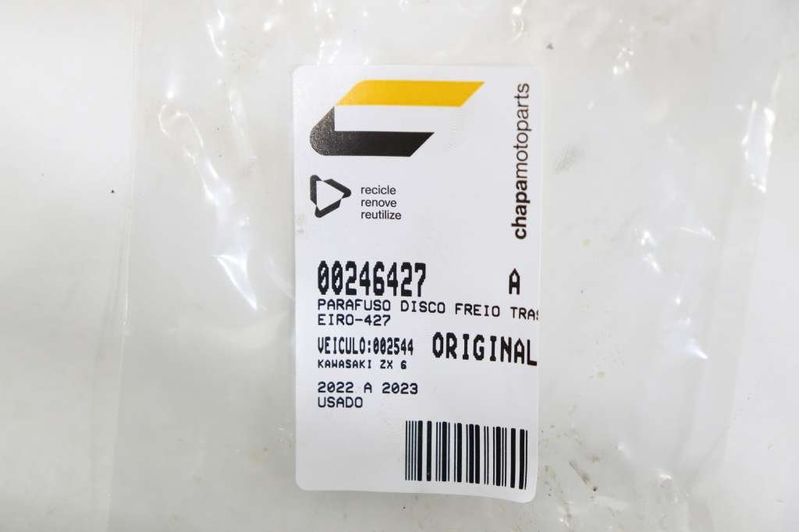 chapamotoparts
recicle
renove
reutilize
00246427 A
PARAFUSO DISCO FREIO TRAS
EIRO-427
VEICULO:002544 ORIGINAL
KAWASAKI ZX 6
2022 A 2023
USADO